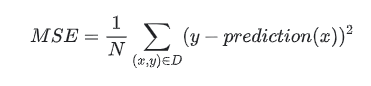 MSE = \frac{1}{N} \sum_{(x,y)\in D} (y - prediction(x))^2